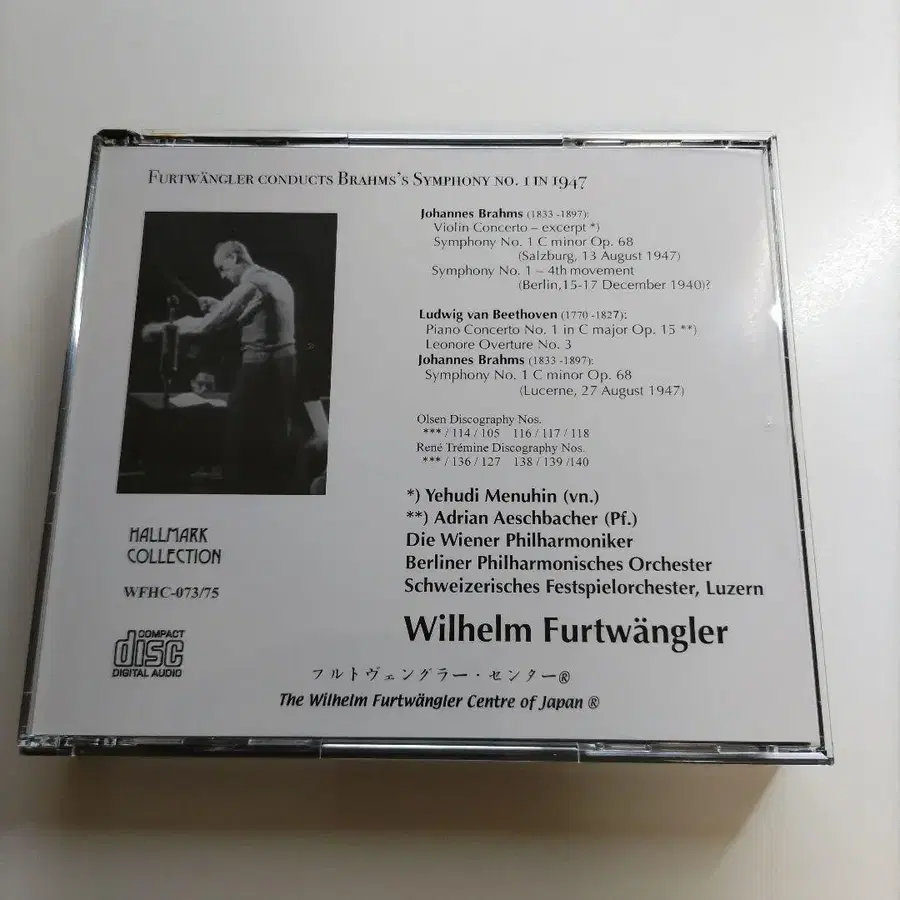 FURTWÄNGLER CONDUCTS BRAHMS'S SYMPHONY NO. 1 IN 1947
Johannes Brahms (1833 -1897):
Violin Concerto – excerpt *)
Symphony No. 1 C minor Op. 68
(Salzburg, 13 August 1947)
Symphony No. 1 – 4th movement
(Berlin,15-17 December 1940)?
Ludwig van Beethoven (1770 -1827):
Piano Concerto No. 1 in C major Op. 15 **)
Leonore Overture No. 3
Johannes Brahms (1833 -1897):
Symphony No. 1 C minor Op. 68
(Lucerne, 27 August 1947)
Olsen Discography Nos.
*** / 114 / 105 116 / 117 / 118
René Trémine Discography Nos.
*** / 136 / 127 138 / 139 /140
*) Yehudi Menuhin (vn.)
**) Adrian Aeschbacher (Pf.)
Die Wiener Philharmoniker
Berliner Philharmonisches Orchester
Schweizerisches Festspielorchester, Luzern
Wilhelm Furtwängler
HALLMARK
COLLECTION
WFHC-073/75
COMPACT
disc
DIGITAL AUDIO
フルトヴェングラー・センター®
The Wilhelm Furtwängler Centre of Japan ®